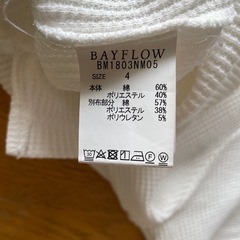 BAYFLOW
BM1803NM05
SIZE 4
本体 綿 60%
ポリエステル 40%
別布部分 綿 57%
ポリエステル 38%
ポリウレタン 5%